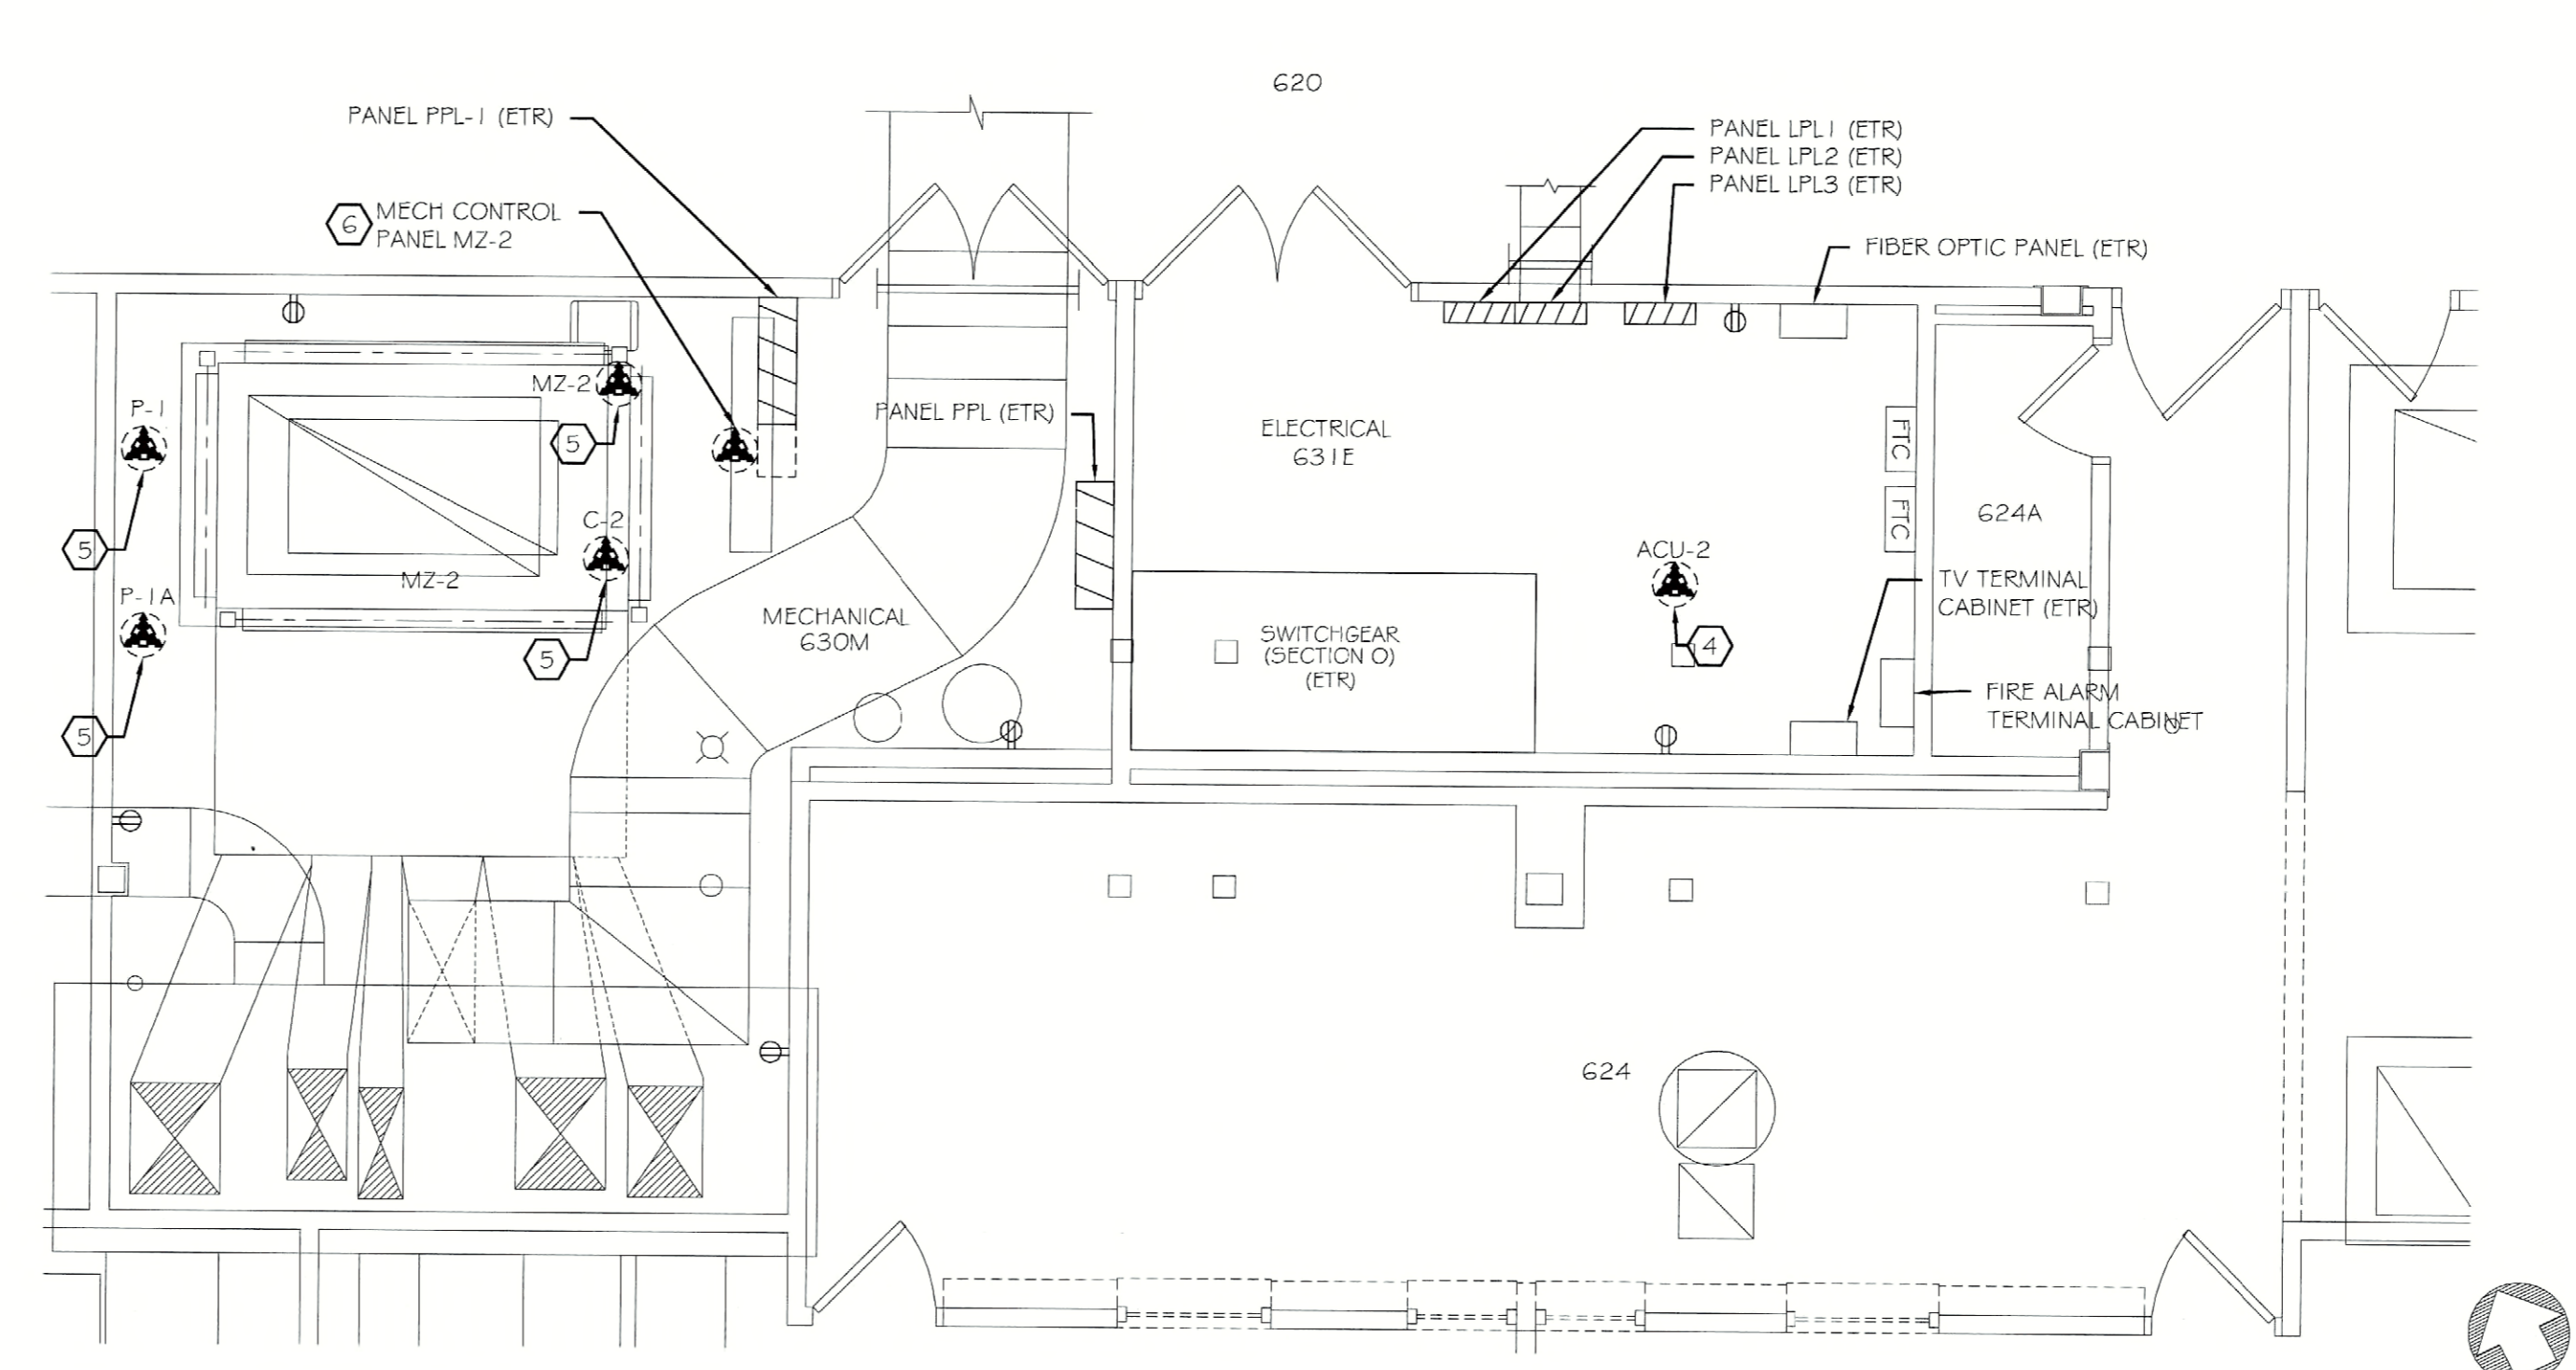 620
PANEL PPL-1 (ETR)
6
MECH CONTROL
PANEL MZ-2
PANEL LPL1 (ETR)
PANEL LPL2 (ETR)
PANEL LPL3 (ETR)
FIBER OPTIC PANEL (ETR)
MZ-2
P-1
5
PANEL PPL (ETR)
ELECTRICAL
631E
FTC
FTC
624A
C-2
5
ACU-2
MZ-2
P-1A
TV TERMINAL
CABINET (ETR)
MECHANICAL
630M
SWITCHGEAR
(SECTION O)
(ETR)
4
5
5
FIRE ALARM
TERMINAL CABINET
624